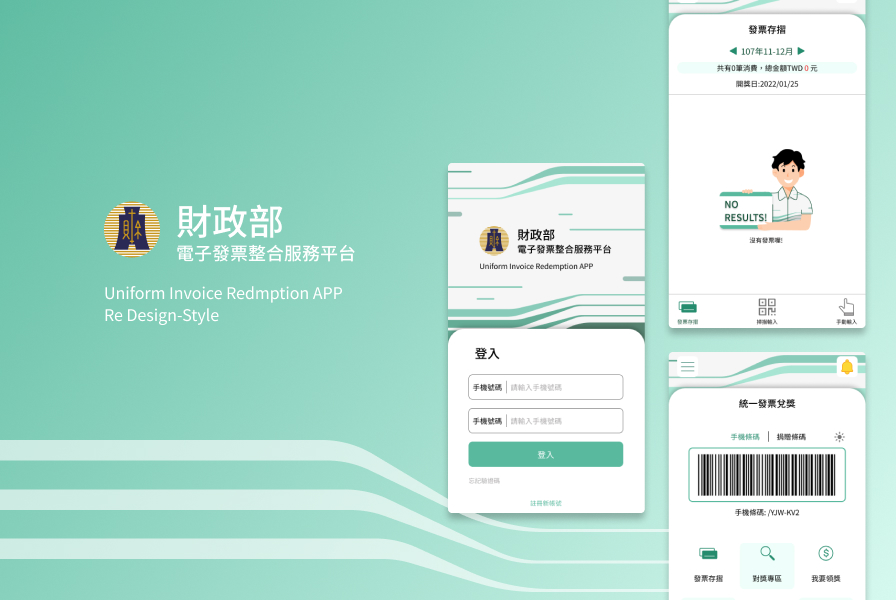 財政部
電子發票整合服務平台
Uniform Invoice Redmption APP
Re Design-Style
財政部
電子發票整合服務平台
Uniform Invoice Redemption APP
登入
手機號碼 請輸入手機號碼
手機號碼 請輸入手機號碼
登入
忘記驗證碼
註冊新帳號
發票存摺
107年11-12月
共有0筆消費，總金額TWD 0 元
開獎日:2022/01/25
NO
RESULTS!
沒有發票喔!
發票存摺 掃描輸入 手動輸入
統一發票兌獎
手機條碼 捐贈條碼
手機條碼: /YJW-KV2
發票存摺 對獎專區 我要領獎